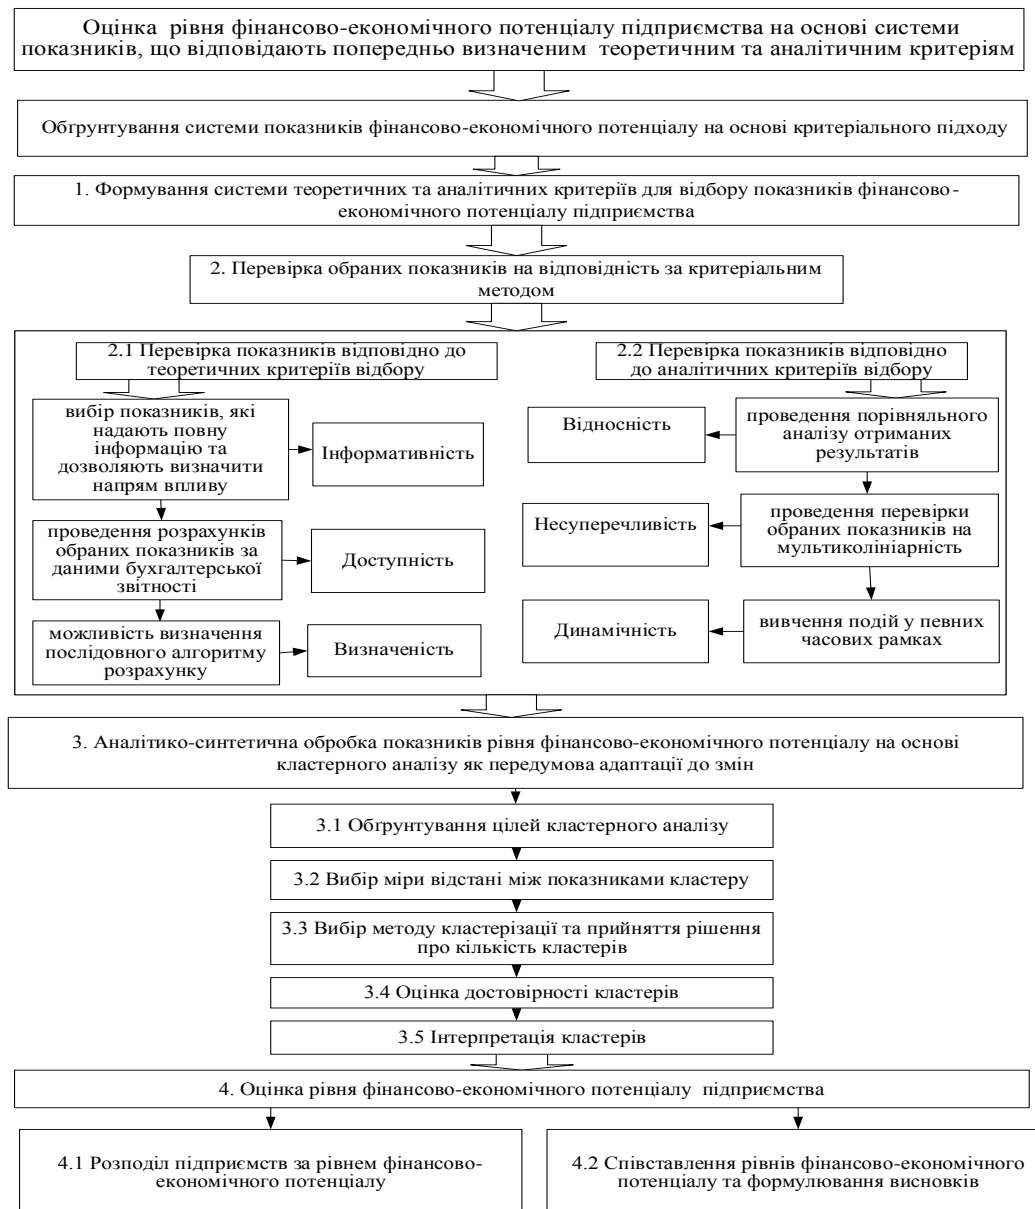 Оцінка рівня фінансово-економічного потенціалу підприємства на основі системи
показників, що відповідають попередньо визначеним теоретичним та аналітичним критеріям
Обґрунтування системи показників фінансово-економічного потенціалу на основі критеріального підходу
1. Формування системи теоретичних та аналітичних критеріїв для відбору показників фінансово-
економічного потенціалу підприємства
2. Перевірка обраних показників на відповідність за критеріальним
методом
2.1 Перевірка показників відповідно до
теоретичних критеріїв відбору
вибір показників, які
надають повну
інформацію та
дозволяють визначити
напрям впливу
Інформативність
проведення розрахунків
обраних показників за
даними бухгалтерської
звітності
Доступність
можливість визначення
послідовного алгоритму
розрахунку
Визначеність
2.2 Перевірка показників відповідно
до аналітичних критеріїв відбору
Відносність
проведення порівняльного
аналізу отриманих
результатів
Несуперечливість
проведення перевірки
обраних показників на
мультиколініарність
Динамічність
вивчення подій у певних
часових рамках
3. Аналітико-синтетична обробка показників рівня фінансово-економічного потенціалу на основі
кластерного аналізу як передумова адаптації до змін
3.1 Обґрунтування цілей кластерного аналізу
3.2 Вибір міри відстані між показниками кластеру
3.3 Вибір методу кластеризації та прийняття рішення
про кількість кластерів
3.4 Оцінка достовірності кластерів
3.5 Інтерпретація кластерів
4. Оцінка рівня фінансово-економічного потенціалу підприємства
4.1 Розподіл підприємств за рівнем фінансово-
економічного потенціалу
4.2 Співставлення рівнів фінансово-економічного
потенціалу та формулювання висновків